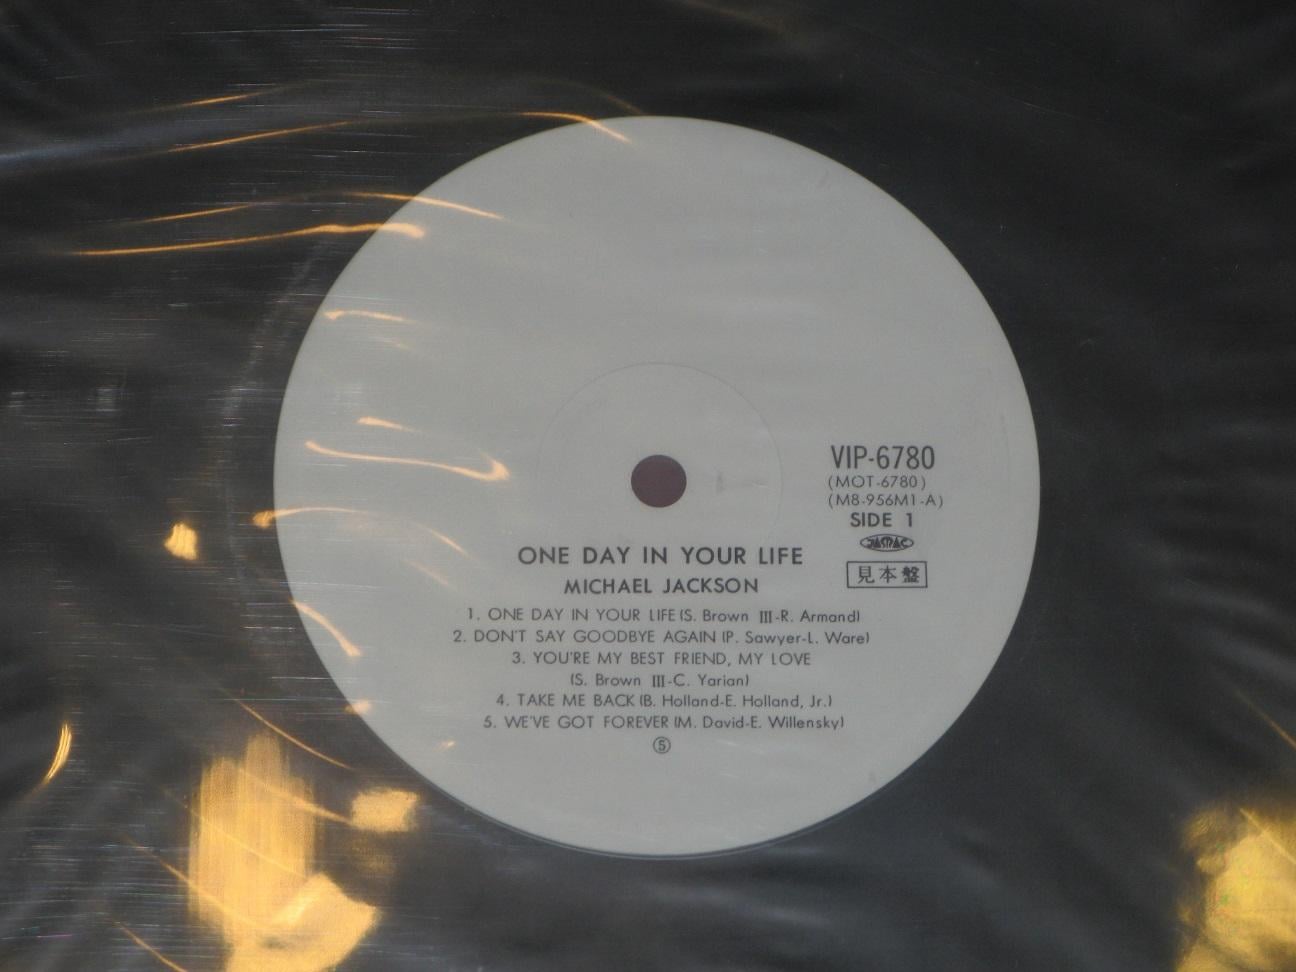 VIP-6780
(MOT-6780)
(M8-956M1-A)
SIDE 1
JASRAC
見本盤
ONE DAY IN YOUR LIFE
MICHAEL JACKSON
1. ONE DAY IN YOUR LIFE (S. Brown III-R. Armand)
2. DON'T SAY GOODBYE AGAIN (P. Sawyer-L. Ware)
3. YOU'RE MY BEST FRIEND, MY LOVE
(S. Brown III-C. Yarian)
4. TAKE ME BACK (B. Holland-E. Holland, Jr.)
5. WE'VE GOT FOREVER (M. David-E. Willensky)
⑤